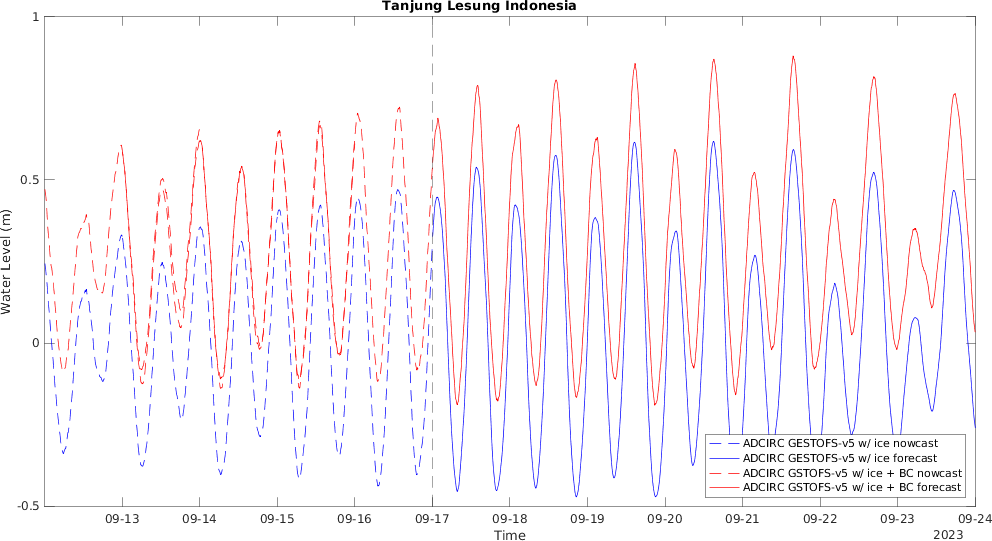 Tanjung Lesung Indonesia
Water Level (m)
1
0.5
0
-0.5
09-13 09-14 09-15 09-16 09-17 09-18 09-19 09-20 09-21 09-22 09-23 09-24
2023
Time
ADCIRC GESTOFS-v5 w/ ice nowcast
ADCIRC GESTOFS-v5 w/ ice forecast
ADCIRC GSTOFS-v5 w/ ice + BC nowcast
ADCIRC GSTOFS-v5 w/ ice + BC forecast